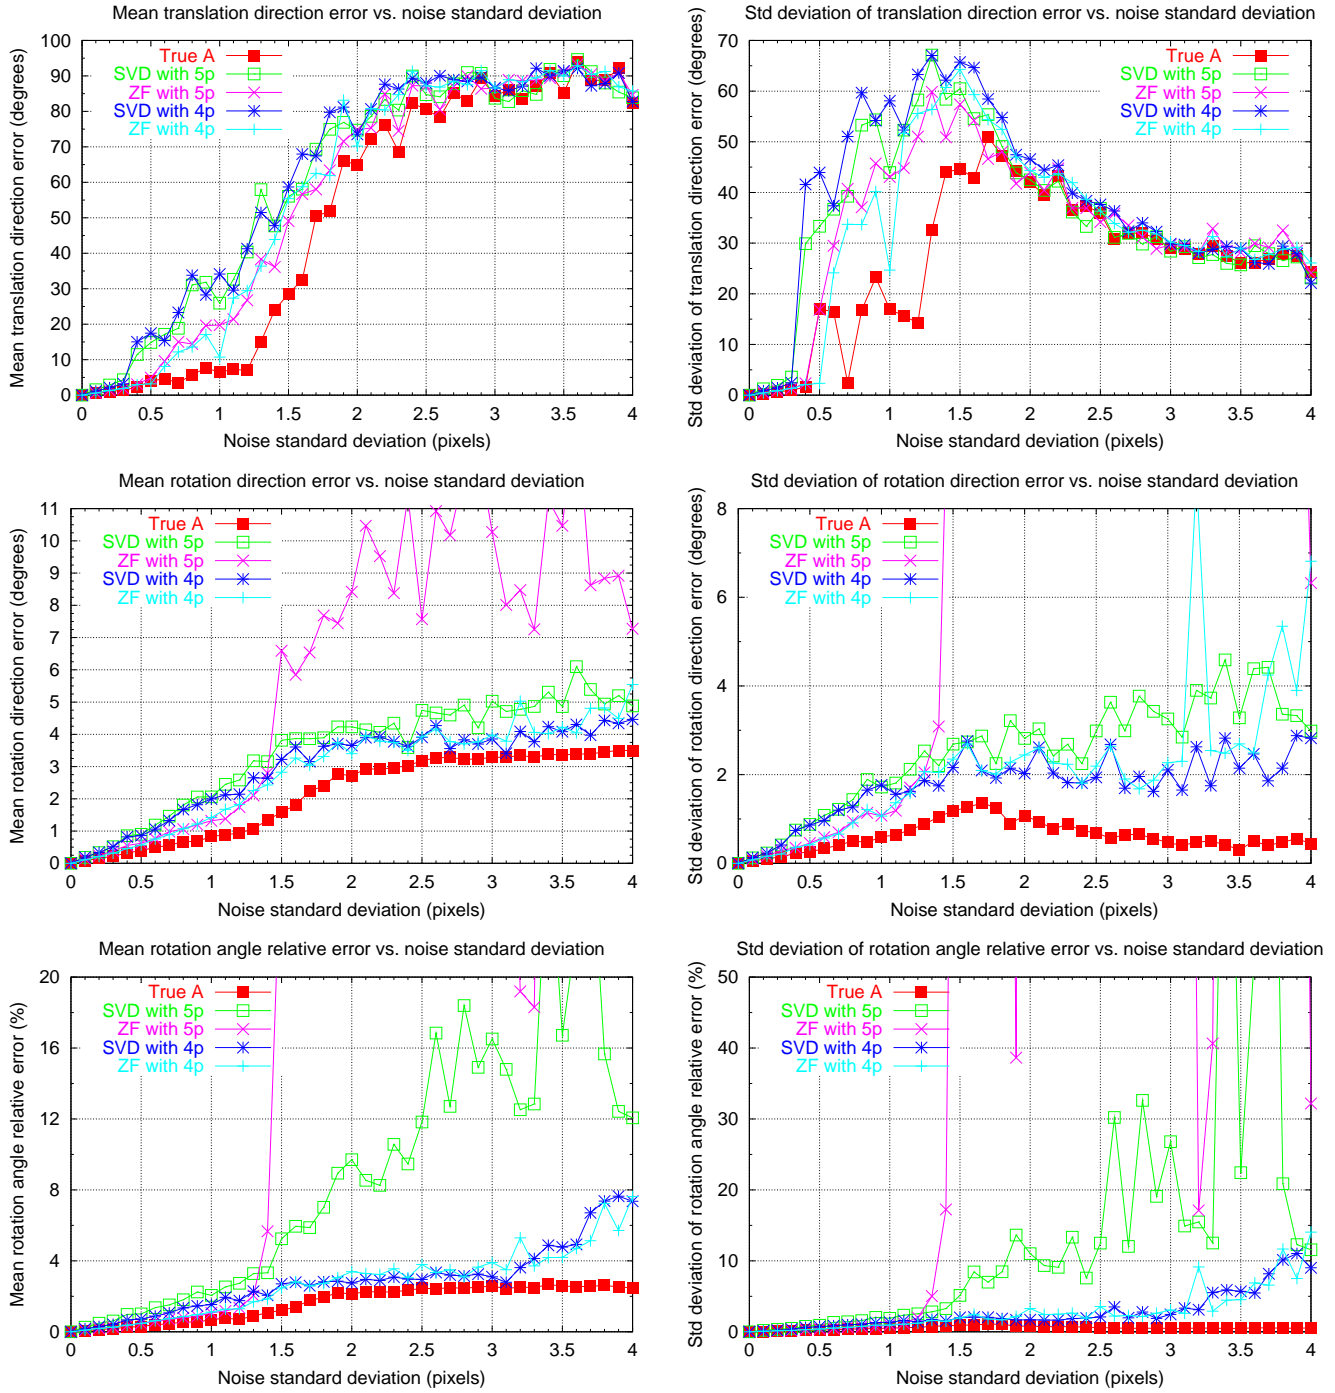 Mean translation direction error vs. noise standard deviation
Mean translation direction error (degrees)
100
90
80
70
60
50
40
30
20
10
0
True A
SVD with 5p
ZF with 5p
SVD with 4p
ZF with 4p
0 0.5 1 1.5 2 2.5 3 3.5 4
Noise standard deviation (pixels)
Std deviation of translation direction error vs. noise standard deviation
Std deviation of translation direction error (degrees)
70
60
50
40
30
20
10
0
True A
SVD with 5p
ZF with 5p
SVD with 4p
ZF with 4p
0 0.5 1 1.5 2 2.5 3 3.5 4
Noise standard deviation (pixels)
Mean rotation direction error vs. noise standard deviation
Mean rotation direction error (degrees)
11
10
9
8
7
6
5
4
3
2
1
0
True A
SVD with 5p
ZF with 5p
SVD with 4p
ZF with 4p
0 0.5 1 1.5 2 2.5 3 3.5 4
Noise standard deviation (pixels)
Std deviation of rotation direction error vs. noise standard deviation
Std deviation of rotation direction error (degrees)
8
6
4
2
0
True A
SVD with 5p
ZF with 5p
SVD with 4p
ZF with 4p
0 0.5 1 1.5 2 2.5 3 3.5 4
Noise standard deviation (pixels)
Mean rotation angle relative error vs. noise standard deviation
Mean rotation angle relative error (%)
20
16
12
8
4
0
True A
SVD with 5p
ZF with 5p
SVD with 4p
ZF with 4p
0 0.5 1 1.5 2 2.5 3 3.5 4
Noise standard deviation (pixels)
Std deviation of rotation angle relative error vs. noise standard deviation
Std deviation of rotation angle relative error (%)
50
40
30
20
10
0
True A
SVD with 5p
ZF with 5p
SVD with 4p
ZF with 4p
0 0.5 1 1.5 2 2.5 3 3.5 4
Noise standard deviation (pixels)